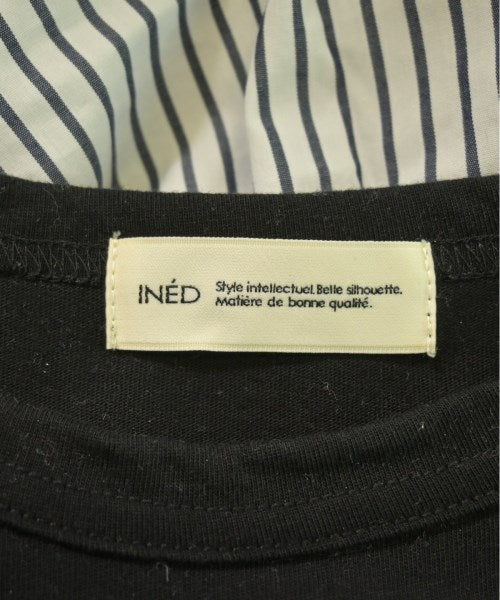 INÉD
Style intellectuel. Belle silhouette.
Matière de bonne qualité.